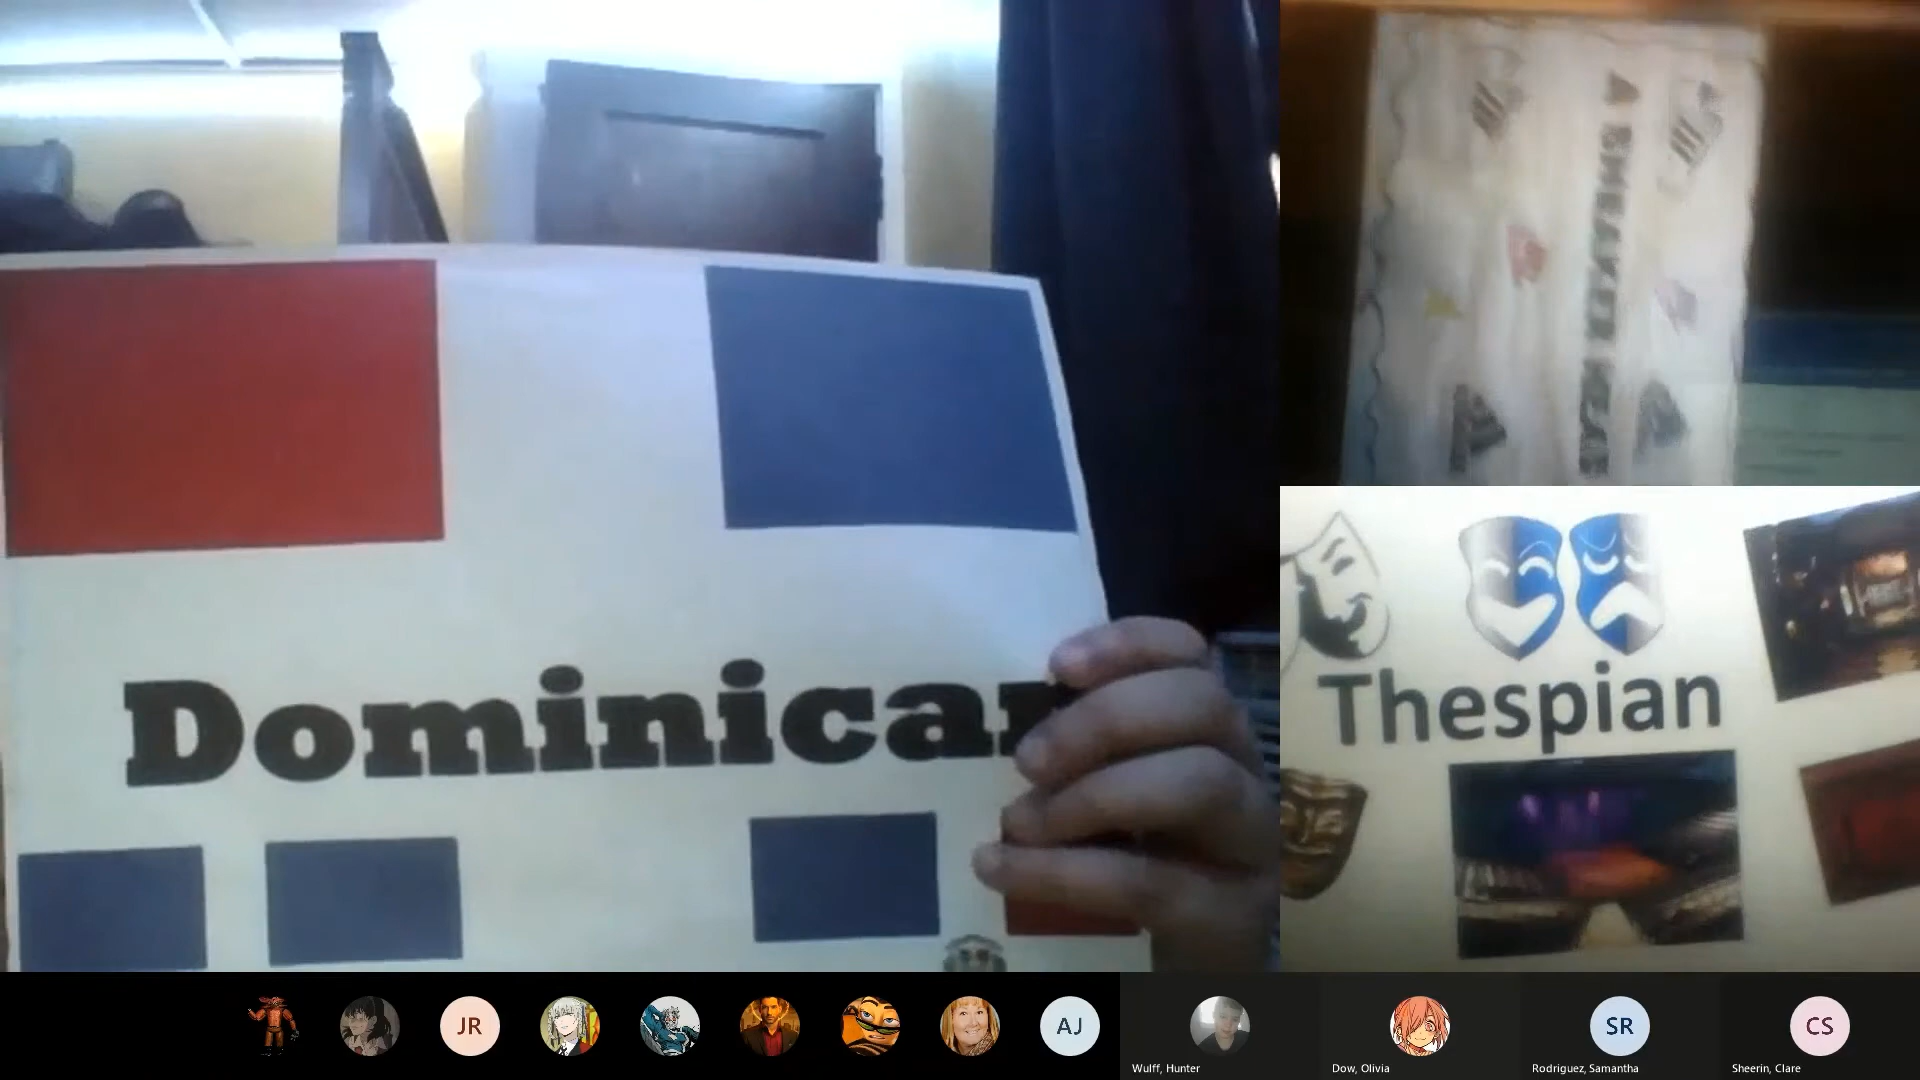 Dominican
Thespian
JR
AJ
SR
CS
Wulff, Hunter
Dow, Olivia
Rodriguez, Samantha
Sheerin, Clare